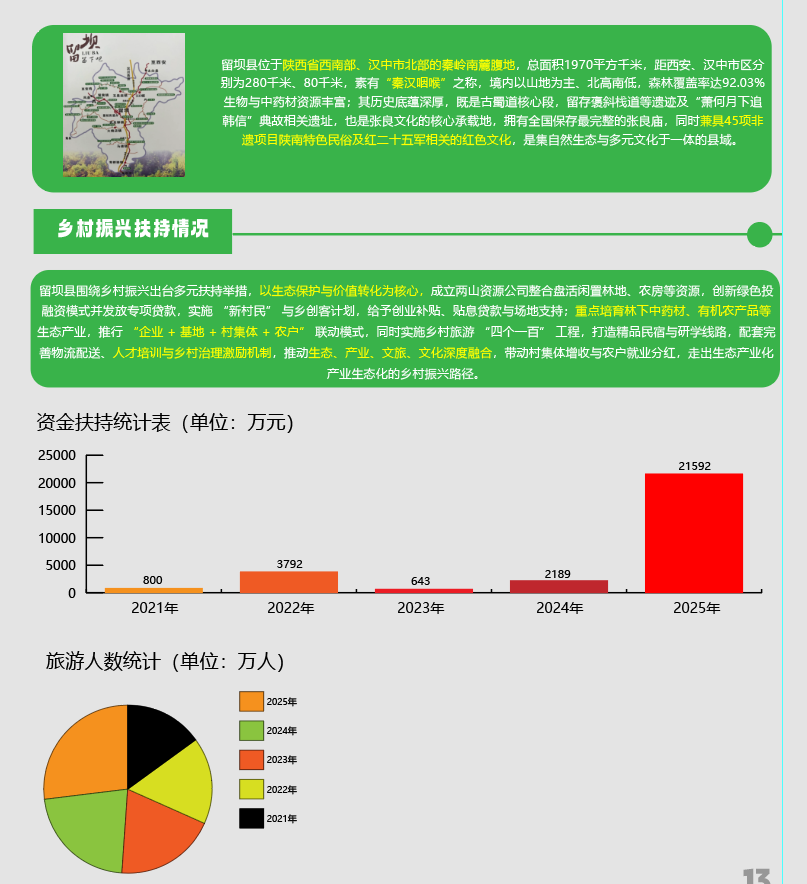 留坝
LIU BA
留下吧
留坝县位于陕西省西南部、汉中市北部的秦岭南麓腹地，总面积1970平方千米，距西安、汉中市区分
别为280千米、80千米，素有“秦汉咽喉”之称，境内以山地为主、北高南低，森林覆盖率达92.03%
生物与中药材资源丰富；其历史底蕴深厚，既是古蜀道核心段，留存褒斜栈道等遗迹及“萧何月下追
韩信”典故相关遗址，也是张良文化的核心承载地，拥有全国保存最完整的张良庙，同时兼具45项非
遗项目陕南特色民俗及红二十五军相关的红色文化，是集自然生态与多元文化于一体的县域。
乡村振兴扶持情况
留坝县围绕乡村振兴出台多元扶持举措，以生态保护与价值转化为核心，成立两山资源公司整合盘活闲置林地、农房等资源，创新绿色投
融资模式并发放专项贷款，实施 “新村民” 与乡创客计划，给予创业补贴、贴息贷款与场地支持；重点培育林下中药材、有机农产品等
生态产业，推行 “企业 + 基地 + 村集体 + 农户” 联动模式，同时实施乡村旅游 “四个一百” 工程，打造精品民宿与研学线路，配套完
善物流配送、人才培训与乡村治理激励机制，推动生态、产业、文旅、文化深度融合，带动村集体增收与农户就业分红，走出生态产业化
产业生态化的乡村振兴路径。
资金扶持统计表（单位：万元）
25000
20000
15000
10000
5000
0
800
3792
643
2189
21592
2021年
2022年
2023年
2024年
2025年
旅游人数统计（单位：万人）
2025年
2024年
2023年
2022年
2021年
13